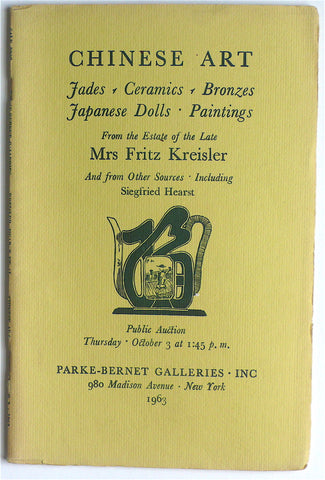 CHINESE ART
Jades · Ceramics · Bronzes
Japanese Dolls · Paintings
From the Estate of the Late
Mrs Fritz Kreisler
And from Other Sources · Including
Siegfried Hearst
Public Auction
Thursday · October 3 at 1:45 p. m.
PARKE-BERNET GALLERIES · INC
980 Madison Avenue · New York
1963